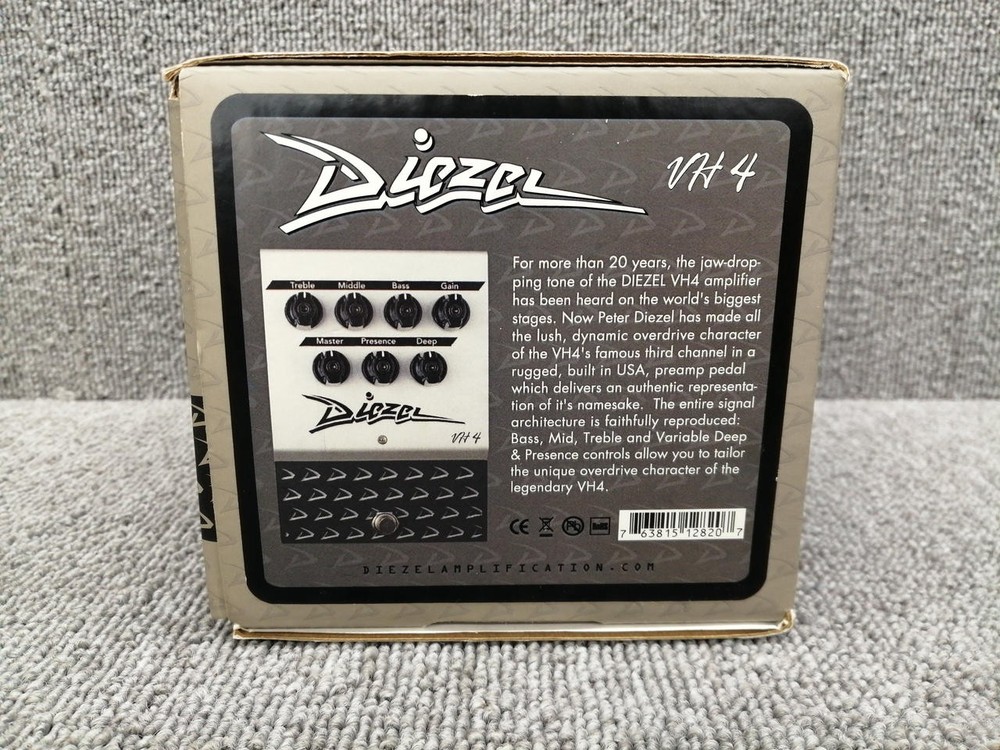 DIEZEL
VH 4
Treble Middle Bass Gain
Master Presence Deep
DIEZEL
VH 4
For more than 20 years, the jaw-drop-
ping tone of the DIEZEL VH4 amplifier
has been heard on the world's biggest
stages. Now Peter Diezel has made all
the lush, dynamic overdrive character
of the VH4's famous third channel in a
rugged, built in USA, preamp pedal
which delivers an authentic representa-
tion of it's namesake. The entire signal
architecture is faithfully reproduced:
Bass, Mid, Treble and Variable Deep
& Presence controls allow you to tailor
the unique overdrive character of the
legendary VH4.
CE
7 63815 12820 7
DIEZELAMPLIFICATION.COM